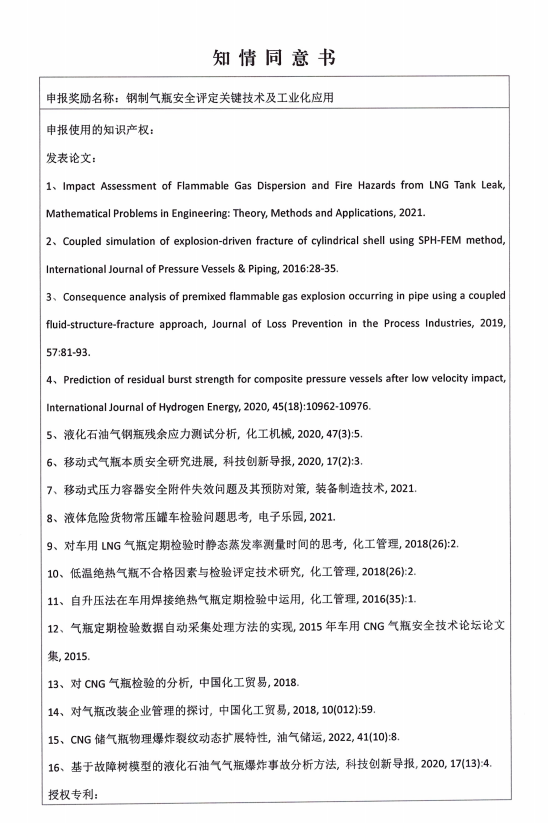 知情同意书
申报奖励名称：钢制气瓶安全评定关键技术及工业化应用
申报使用的知识产权：
发表论文：
1、Impact Assessment of Flammable Gas Dispersion and Fire Hazards from LNG Tank Leak,
Mathematical Problems in Engineering: Theory, Methods and Applications, 2021.
2、Coupled simulation of explosion-driven fracture of cylindrical shell using SPH-FEM method,
International Journal of Pressure Vessels & Piping, 2016:28-35.
3、Consequence analysis of premixed flammable gas explosion occurring in pipe using a coupled
fluid-structure-fracture approach, Journal of Loss Prevention in the Process Industries, 2019,
57:81-93.
4、Prediction of residual burst strength for composite pressure vessels after low velocity impact,
International Journal of Hydrogen Energy, 2020, 45(18):10962-10976.
5、液化石油气钢瓶残余应力测试分析, 化工机械, 2020, 47(3):5.
6、移动式气瓶本质安全研究进展, 科技创新导报, 2020, 17(2):3.
7、移动式压力容器安全附件失效问题及其预防对策, 装备制造技术, 2021.
8、液体危险货物常压罐车检验问题思考, 电子乐园, 2021.
9、对车用 LNG 气瓶定期检验时静态蒸发率测量时间的思考, 化工管理, 2018(26):2.
10、低温绝热气瓶不合格因素与检验评定技术研究, 化工管理, 2018(26):2.
11、自升压法在车用焊接绝热气瓶定期检验中运用, 化工管理, 2016(35):1.
12、气瓶定期检验数据自动采集处理方法的实现, 2015 年车用 CNG 气瓶安全技术论坛论文
集, 2015.
13、对 CNG 气瓶检验的分析, 中国化工贸易, 2018.
14、对气瓶改装企业管理的探讨, 中国化工贸易, 2018, 10(012):59.
15、CNG 储气瓶物理爆炸裂纹动态扩展特性, 油气储运, 2022, 41(10):8.
16、基于故障树模型的液化石油气气瓶爆炸事故分析方法, 科技创新导报, 2020, 17(13):4.
授权专利：